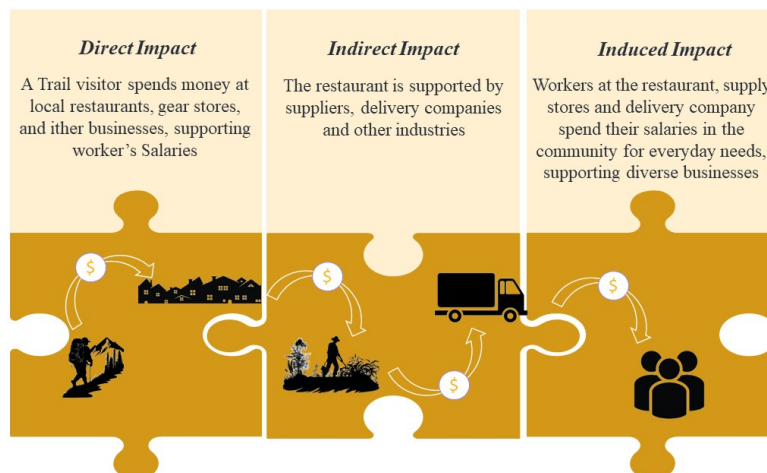 Direct Impact
A Trail visitor spends money at
local restaurants, gear stores,
and ither businesses, supporting
worker's Salaries
Indirect Impact
The restaurant is supported by
suppliers, delivery companies
and other industries
Induced Impact
Workers at the restaurant, supply
stores and delivery company
spend their salaries in the
community for everyday needs,
supporting diverse businesses
$
$
$
$